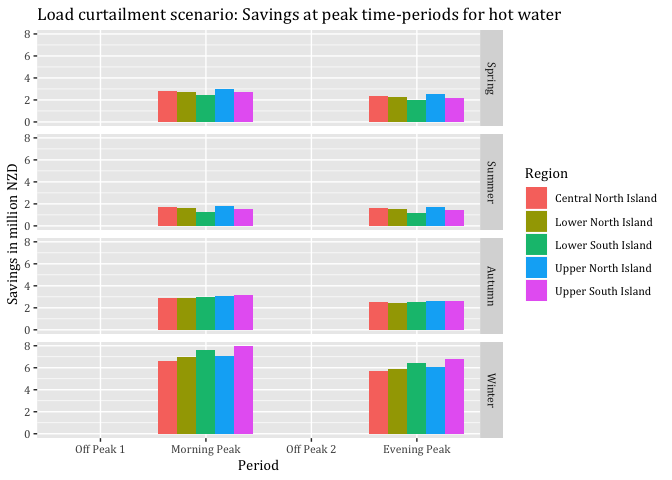 Load curtailment scenario: Savings at peak time-periods for hot water
Savings in million NZD
8
6
4
2
0
Spring
8
6
4
2
0
Summer
8
6
4
2
0
Autumn
8
6
4
2
0
Winter
Off Peak 1 Morning Peak Off Peak 2 Evening Peak
Period
Region
Central North Island
Lower North Island
Lower South Island
Upper North Island
Upper South Island